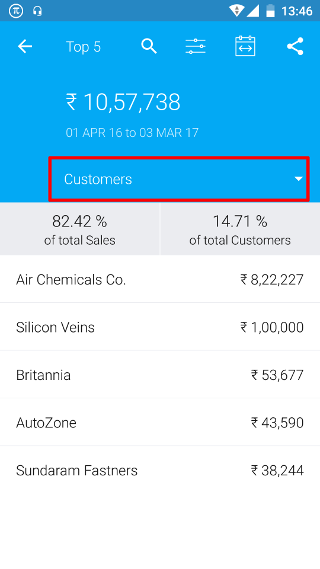 13:46
Top 5
₹ 10,57,738
01 APR 16 to 03 MAR 17
Customers
82.42 % 14.71 %
of total Sales of total Customers
Air Chemicals Co. ₹ 8,22,227
Silicon Veins ₹ 1,00,000
Britannia ₹ 53,677
AutoZone ₹ 43,590
Sundaram Fastners ₹ 38,244